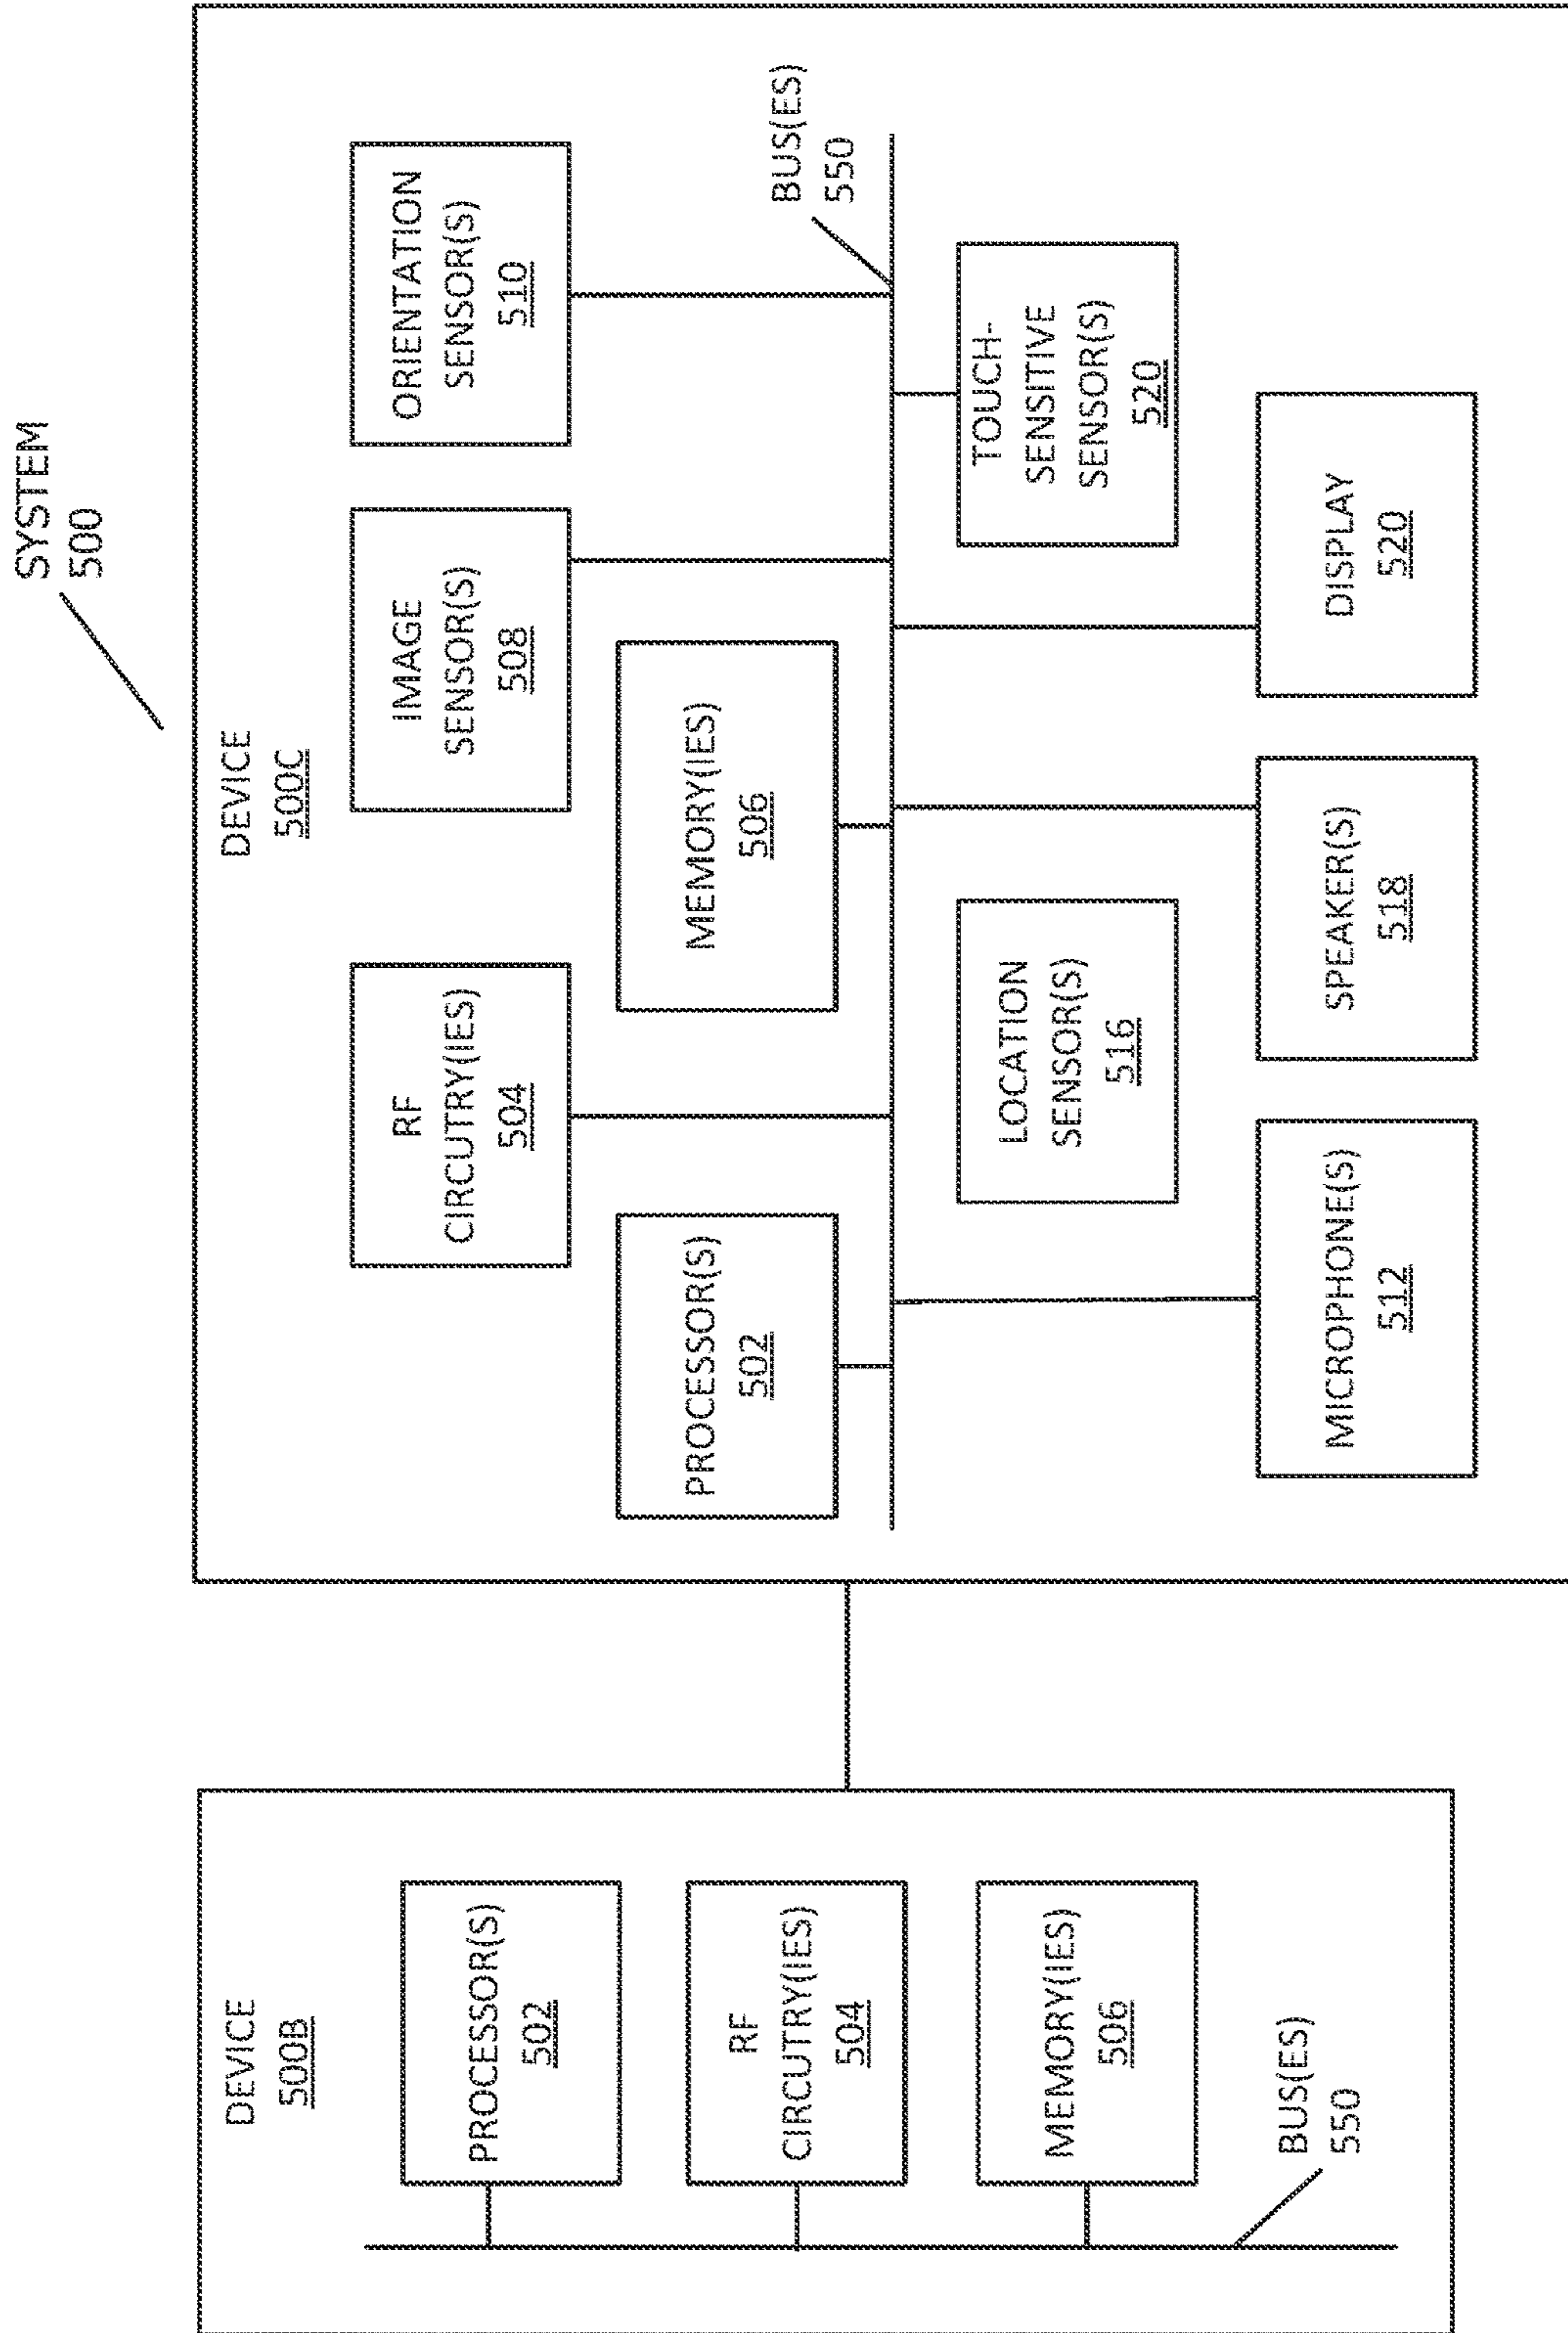 SYSTEM
500
DEVICE
500B
PROCESSOR(S)
502
RF
CIRCUTRY(IES)
504
MEMORY(IES)
506
BUS(ES)
550
DEVICE
500C
RF
CIRCUTRY(IES)
504
IMAGE
SENSOR(S)
508
ORIENTATION
SENSOR(S)
510
PROCESSOR(S)
502
MEMORY(IES)
506
BUS(ES)
550
LOCATION
SENSOR(S)
516
TOUCH-
SENSITIVE
SENSOR(S)
520
MICROPHONE(S)
512
SPEAKER(S)
518
DISPLAY
520